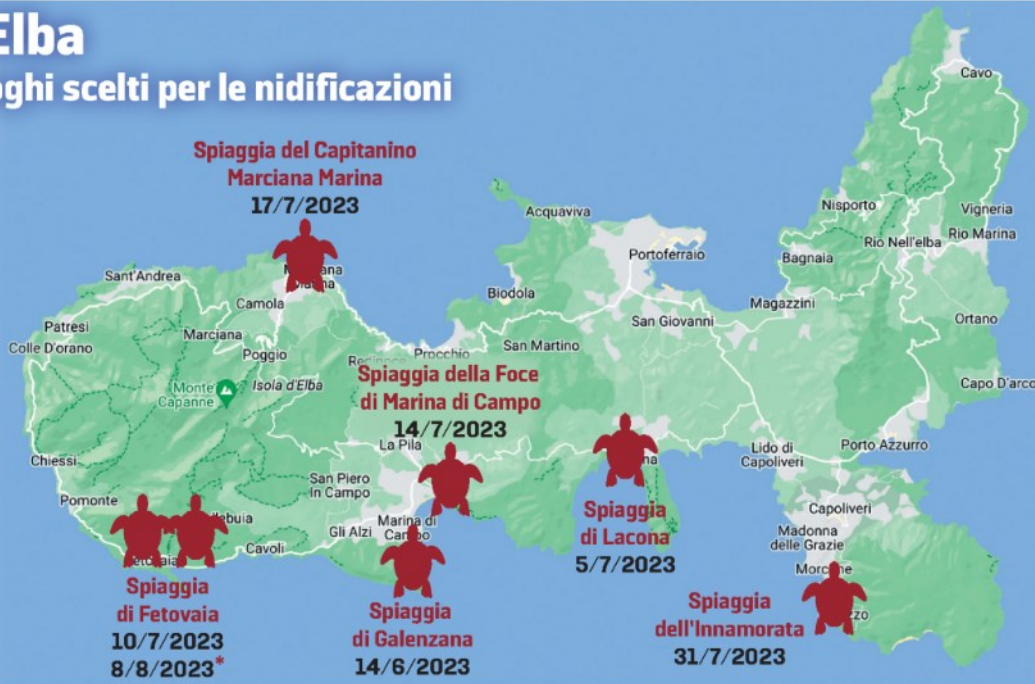 Elba
oghi scelti per le nidificazioni
Cavo
Spiaggia del Capitanino
Marciana Marina
17/7/2023
Acquaviva
Nisporto
Vigneria
Rio Nell'elba
Rio Marina
Portoferraio
Bagnaia
Sant'Andrea
Biodola
Camola
Magazzini
San Giovanni
Ortano
Patresi
Marciana
Colle D'orano
Poggio
Procchio
San Martino
Monte
Capanne
Isola d'Elba
Spiaggia della Foce
di Marina di Campo
14/7/2023
Capo D'arco
La Pila
Lido di
Capoliveri
Porto Azzurro
Chiessi
San Piero
In Campo
Pomonte
Capoliveri
Gli Alzi
Marina di
Campo
Cavoli
Madonna
delle Grazie
Spiaggia
di Lacona
5/7/2023
Spiaggia
di Fetovaia
10/7/2023
8/8/2023*
Spiaggia
di Galenzana
14/6/2023
Spiaggia
dell'Innamorata
31/7/2023